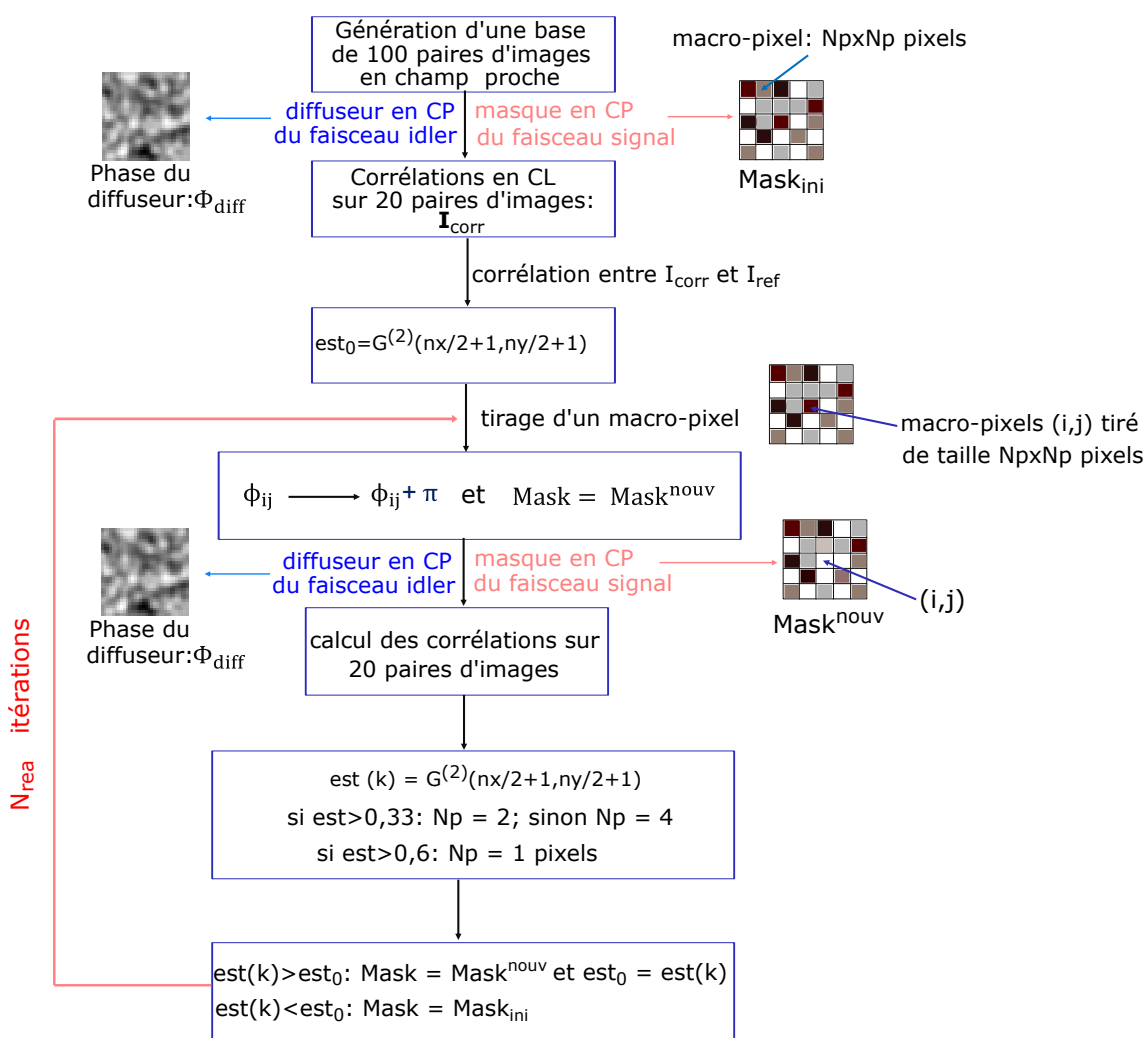 Génération d'une base
de 100 paires d'images
en champ proche
macro-pixel: NpxNp pixels
diffuseur en CP
du faisceau idler
masque en CP
du faisceau signal
Phase du
diffuseur:Φdiff
Maskini
Corrélations en CL
sur 20 paires d'images:
Icorr
corrélation entre Icorr et Iref
est0=G(2)(nx/2+1,ny/2+1)
tirage d'un macro-pixel
macro-pixels (i,j) tiré
de taille NpxNp pixels
ϕij ϕij+ π et Mask = Masknouv
diffuseur en CP
du faisceau idler
masque en CP
du faisceau signal
Phase du
diffuseur:Φdiff
(i,j)
Masknouv
calcul des corrélations sur
20 paires d'images
Nrea itérations
est (k) = G(2)(nx/2+1,ny/2+1)
si est>0,33: Np = 2; sinon Np = 4
si est>0,6: Np = 1 pixels
est(k)>est0: Mask = Masknouv et est0 = est(k)
est(k)<est0: Mask = Maskini